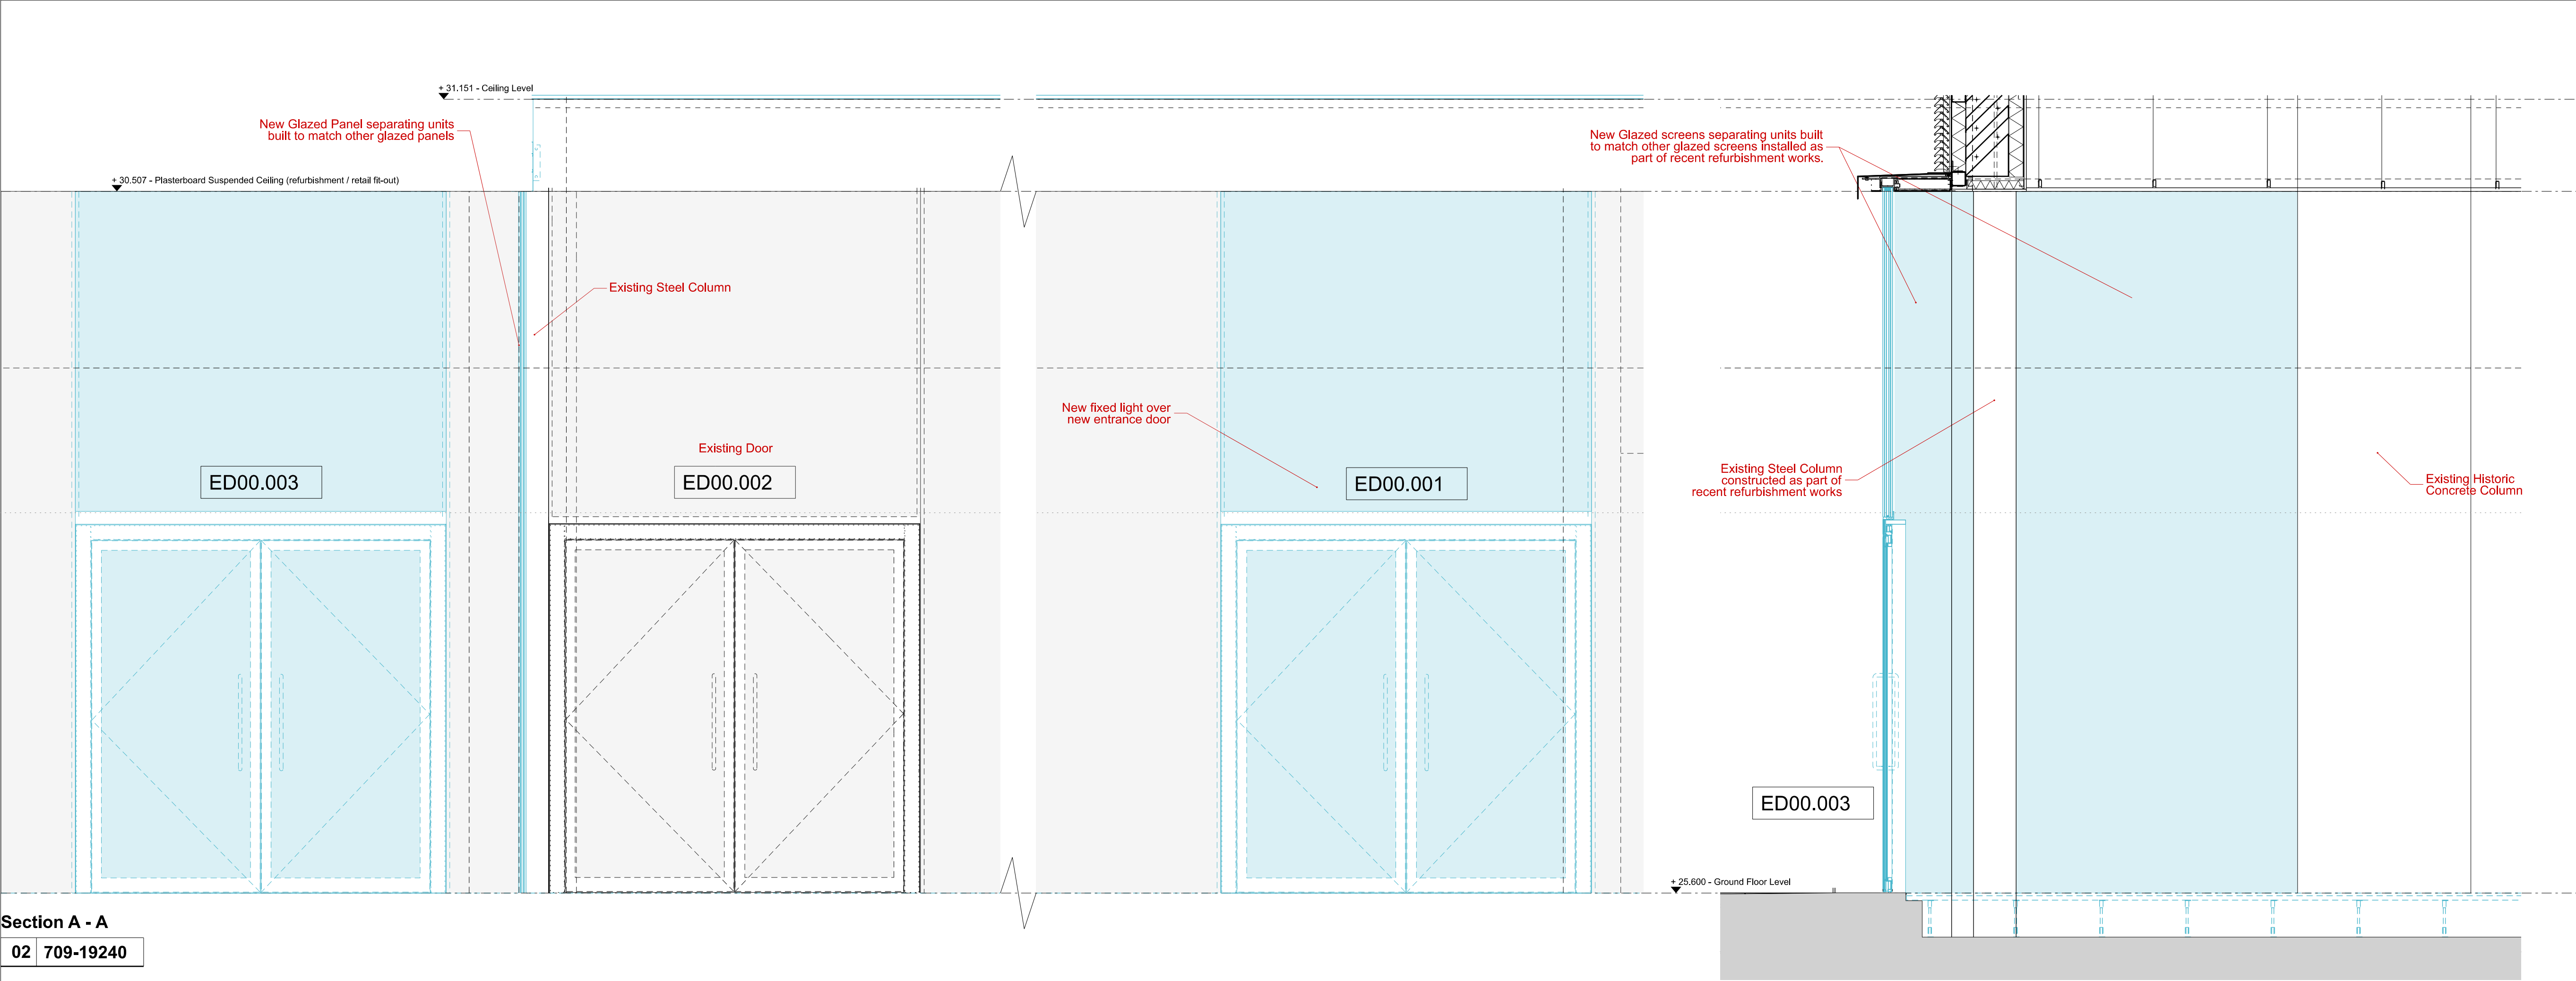 + 31.151 - Ceiling Level
New Glazed Panel separating units
built to match other glazed panels
+ 30.507 - Plasterboard Suspended Ceiling (refurbishment / retail fit-out)
New Glazed screens separating units built
to match other glazed screens installed as
part of recent refurbishment works.
Existing Steel Column
New fixed light over
new entrance door
Existing Door
ED00.003
ED00.002
ED00.001
Existing Steel Column
constructed as part of
recent refurbishment works
Existing Historic
Concrete Column
ED00.003
+ 25.600 - Ground Floor Level
Section A - A
02 709-19240